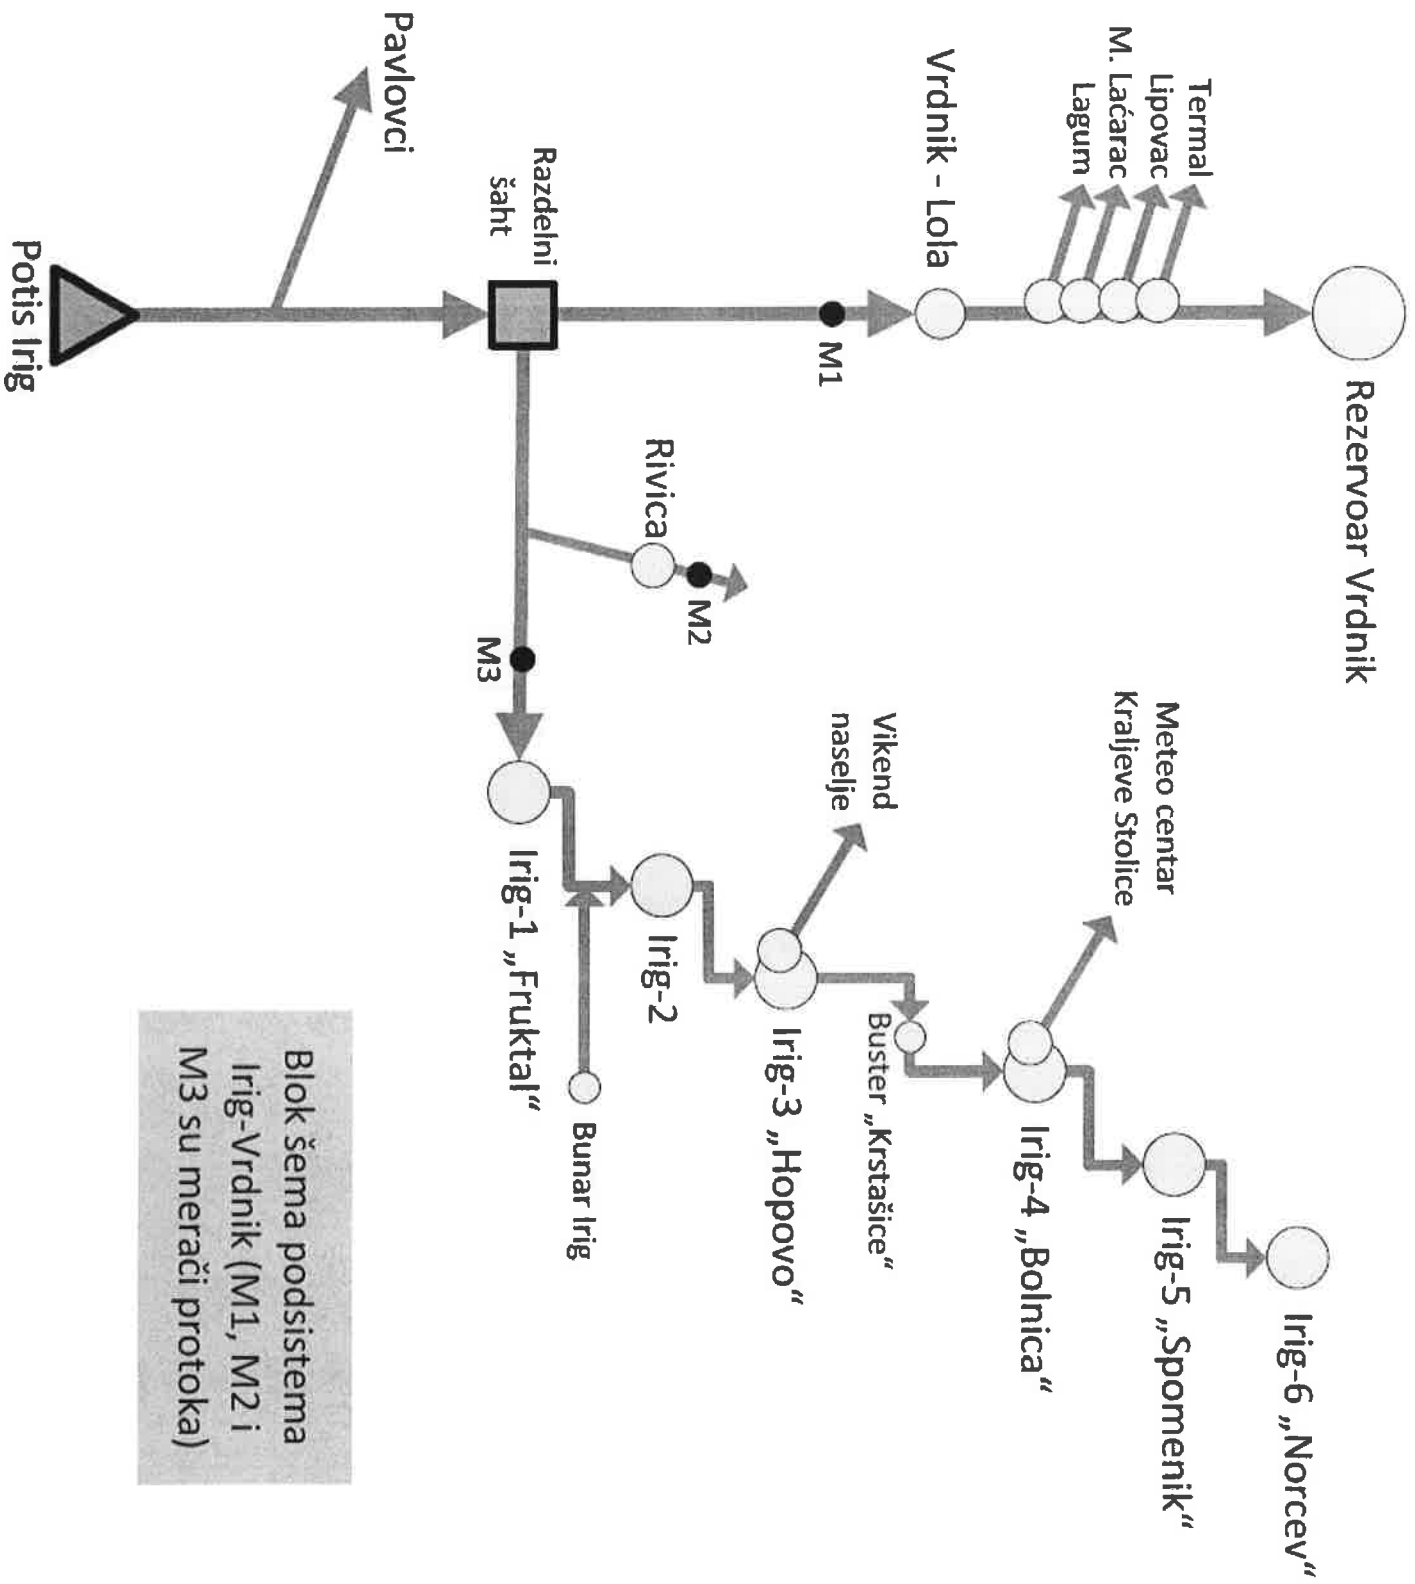 Rezervoar Vrdnik
Irig-6 „Norcev“
Termal
Lipovac
M. Laćarac
Lagum
Meteo centar
Kraljeve Stolice
Irig-5 „Spomenik“
Irig-4 „Bolnica“
Vrdnik - Lola
Vikend
naselje
Buster „Krstašice“
M1
Irig-3 „Hopovo“
M2
Rivica
Irig-2
Bunar Irig
Razdelni
šaht
M3
Irig-1 „Fruktal“
Pavlovci
Potis Irig
Blok šema podsistema
Irig-Vrdnik (M1, M2 i
M3 su merači protoka)